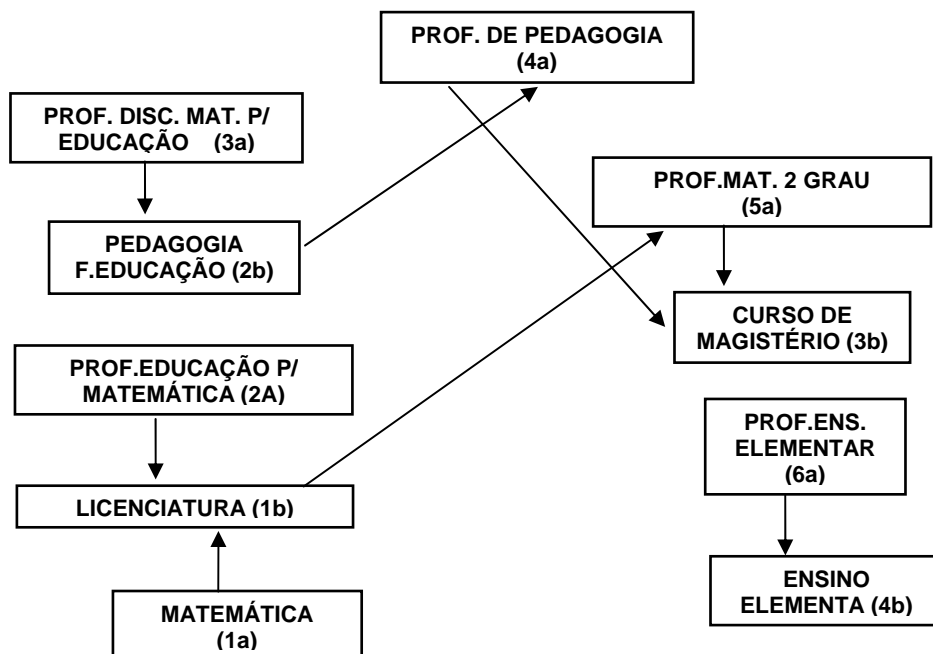 PROF. DE PEDAGOGIA
(4a)
PROF. DISC. MAT. P/
EDUCAÇÃO (3a)
PROF.MAT. 2 GRAU
(5a)
PEDAGOGIA
F.EDUCAÇÃO (2b)
CURSO DE
MAGISTÉRIO (3b)
PROF.EDUCAÇÃO P/
MATEMÁTICA (2A)
PROF.ENS.
ELEMENTAR
(6a)
LICENCIATURA (1b)
ENSINO
ELEMENTA (4b)
MATEMÁTICA
(1a)